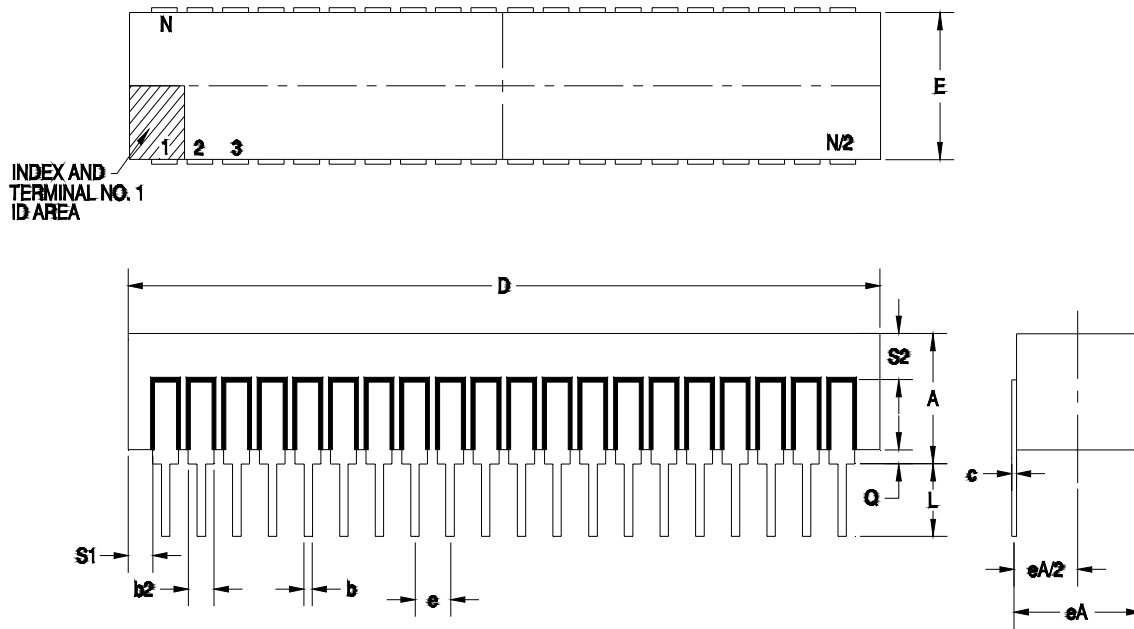 N
E
1 2 3 N/2
INDEX AND
TERMINAL NO. 1
ID AREA
D
S2
A
c
Q
L
S1
b2
b
e
eA/2
eA